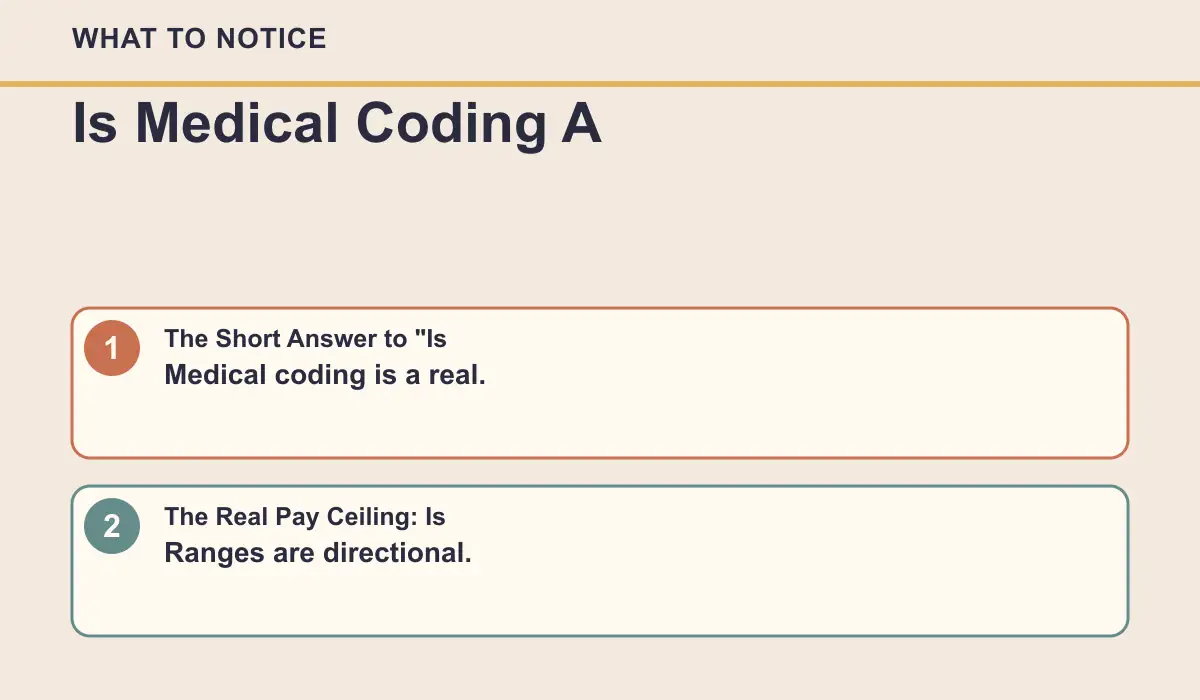 WHAT TO NOTICE
Is Medical Coding A
1
The Short Answer to "Is
Medical coding is a real.
2
The Real Pay Ceiling: Is
Ranges are directional.